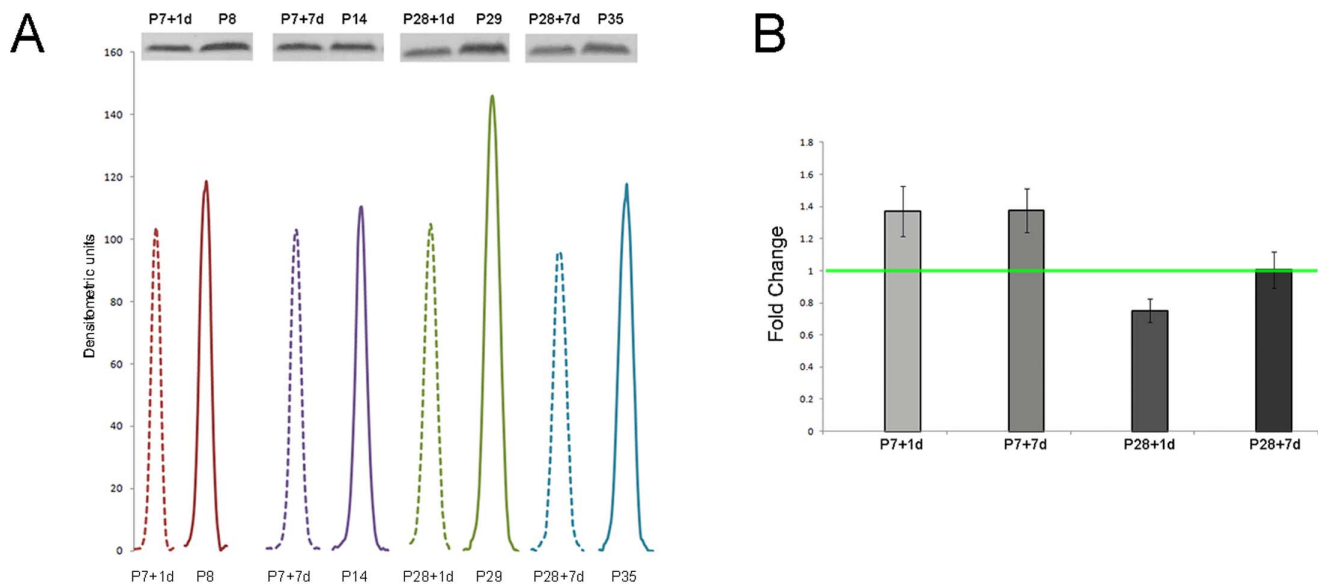 A
P7+1d P8 P7+7d P14 P28+1d P29 P28+7d P35
160
140
120
100
80
60
40
20
0
Densitometric units
P7+1d P8 P7+7d P14 P28+1d P29 P28+7d P35
B
1.8
1.6
1.4
1.2
1
0.8
0.6
0.4
0.2
0
Fold Change
P7+1d P7+7d P28+1d P28+7d